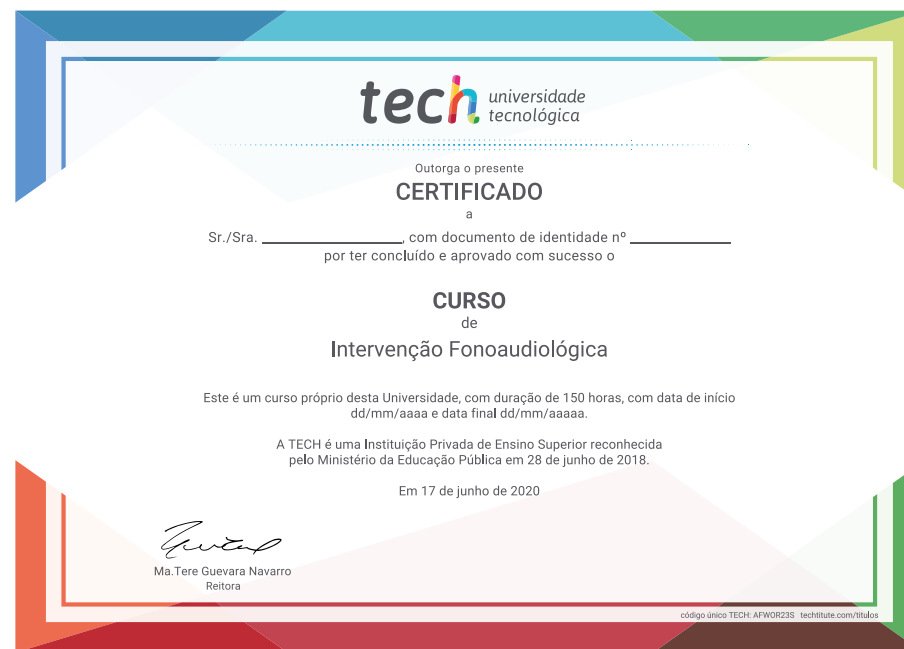 tech universidade
tecnológica
Outorga o presente
CERTIFICADO
a
Sr./Sra. ____________, com documento de identidade nº ____________
por ter concluído e aprovado com sucesso o
CURSO
de
Intervenção Fonoaudiológica
Este é um curso próprio desta Universidade, com duração de 150 horas, com data de início
dd/mm/aaaa e data final dd/mm/aaaaa.
A TECH é uma Instituição Privada de Ensino Superior reconhecida
pelo Ministério da Educação Pública em 28 de junho de 2018.
Em 17 de junho de 2020
Ma.Tere Guevara Navarro
Reitora
código único TECH: AFWOR23S techtitute.com/titulos